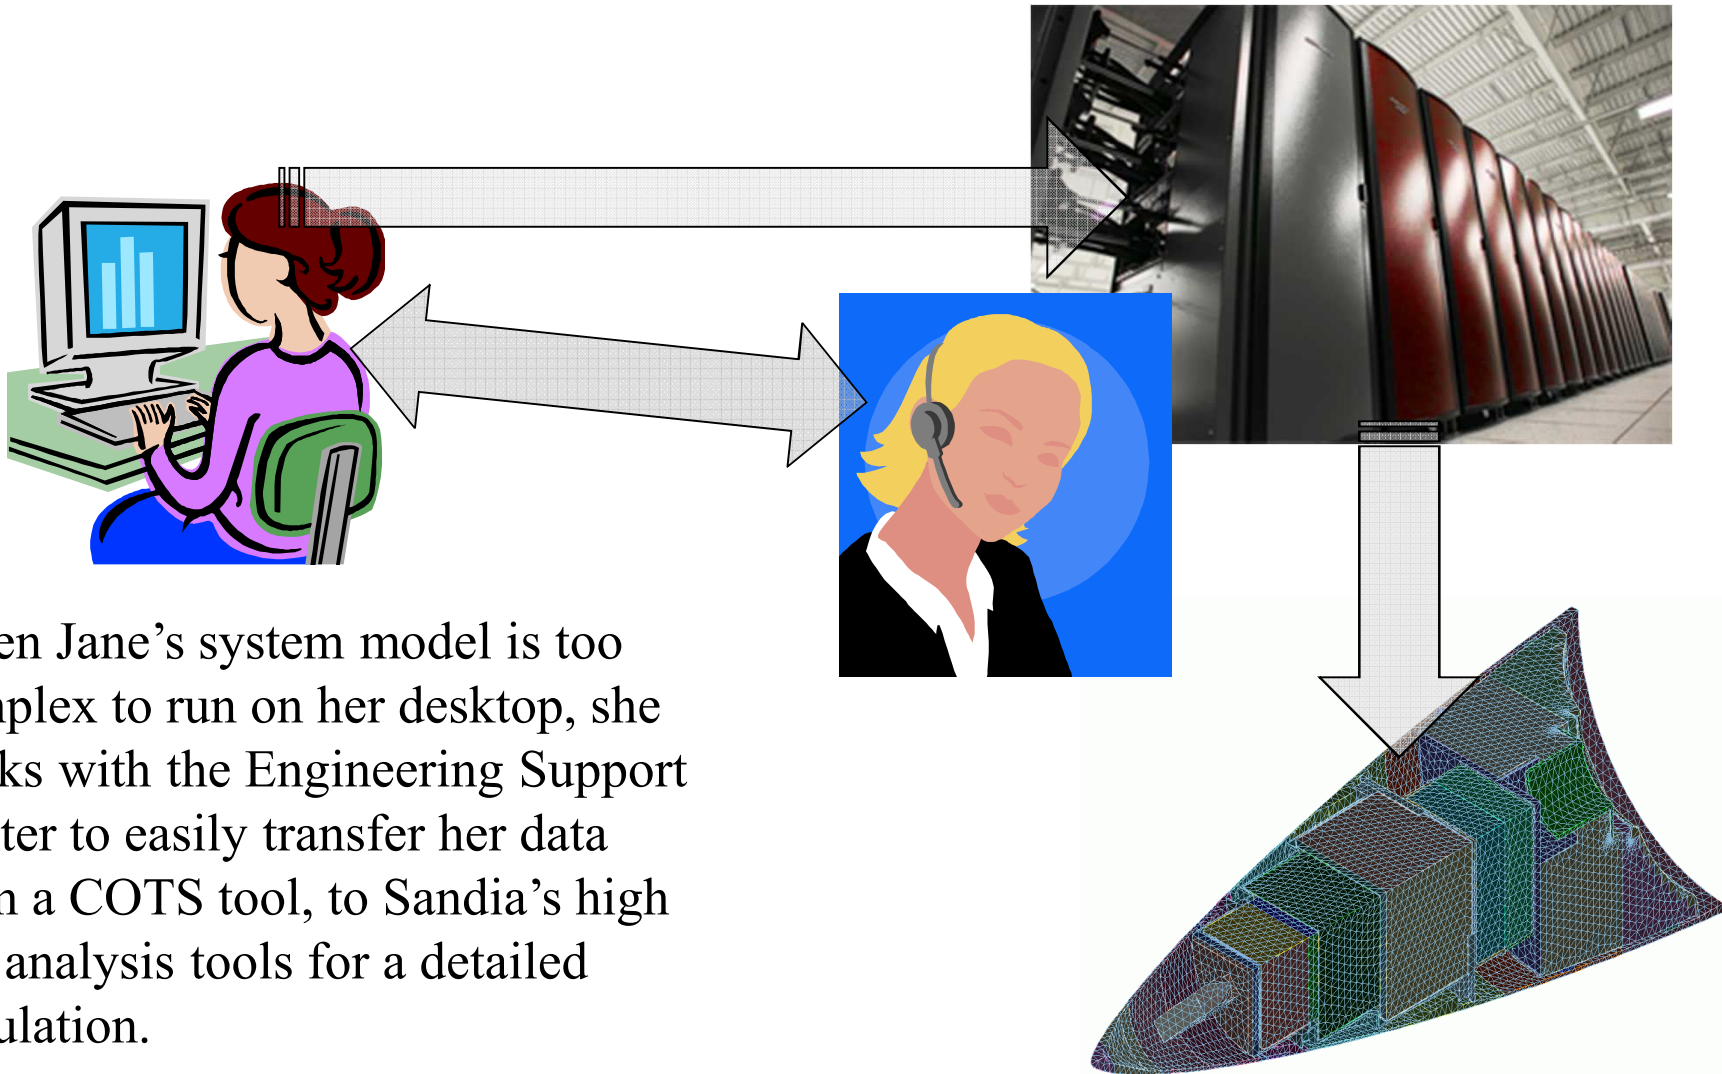 en Jane’s system model is too
nplex to run on her desktop, she
ks with the Engineering Support
ter to easily transfer her data
n a COTS tool, to Sandia’s high
analysis tools for a detailed
ulation.